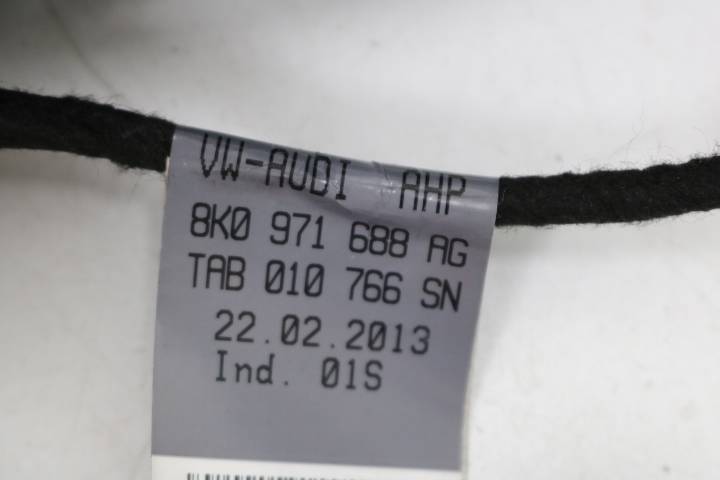 VW-AUDI AHP
8K0 971 688 AG
TAB 010 766 SN
22.02.2013
Ind. 01S